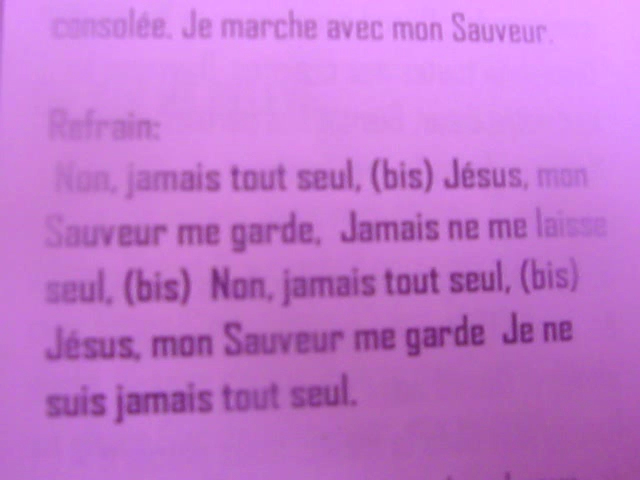 consolée. Je marche avec mon Sauveur.
Refrain:
Non, jamais tout seul, (bis) Jésus, mon
Sauveur me garde, Jamais ne me laisse
seul, (bis) Non, jamais tout seul, (bis)
Jésus, mon Sauveur me garde Je ne
suis jamais tout seul.